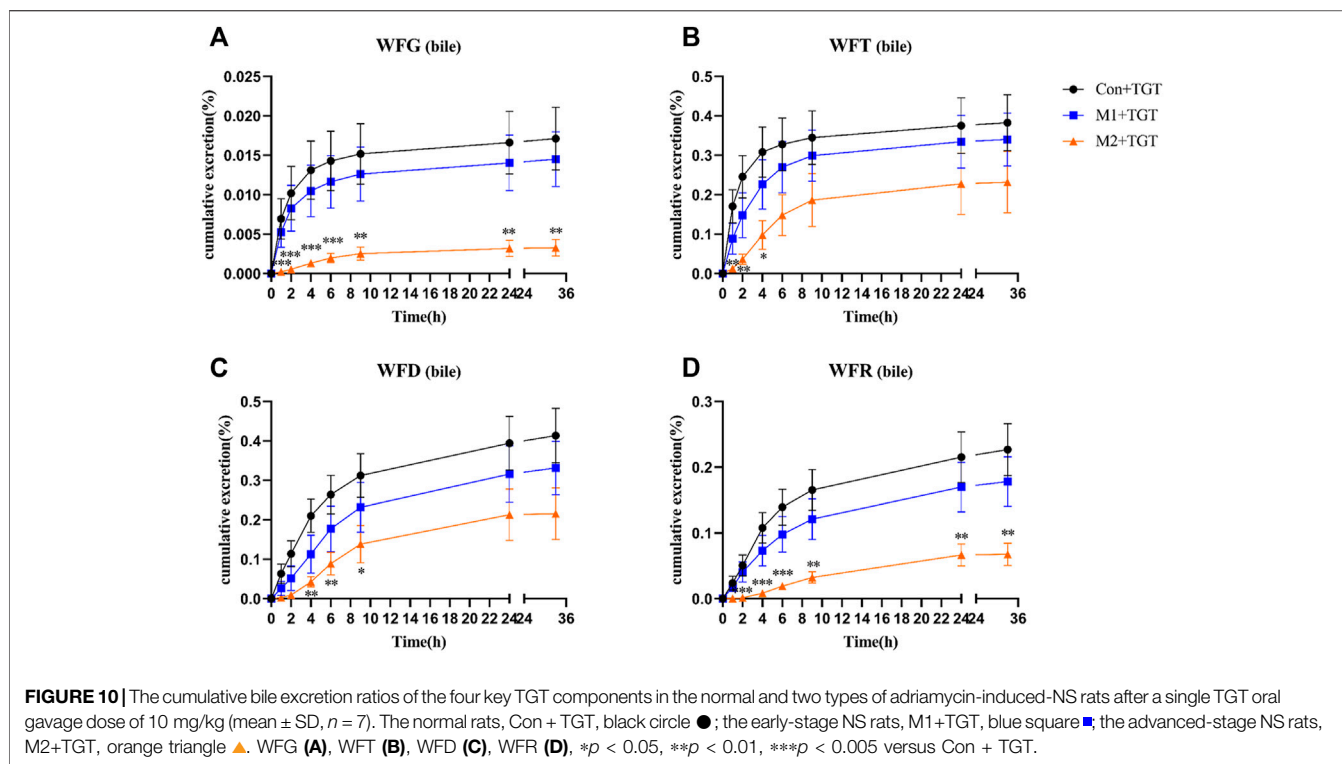 A
WFG (bile)
cumulative excretion(%)
0.025
0.020
0.015
0.010
0.005
0.000
***
***
***
***
**
**
**
0 2 4 6 8 10 12 14 16 18 20 22 24 24 36
Time(h)
B
WFT (bile)
cumulative excretion(%)
0.5
0.4
0.3
0.2
0.1
0.0
**
**
*
0 2 4 6 8 10 12 14 16 18 20 22 24 24 36
Time(h)
Con+TGT
M1+TGT
M2+TGT
C
WFD (bile)
cumulative excretion(%)
0.5
0.4
0.3
0.2
0.1
0.0
**
**
*
0 2 4 6 8 10 12 14 16 18 20 22 24 24 36
Time(h)
D
WFR (bile)
cumulative excretion(%)
0.3
0.2
0.1
0.0
***
***
***
**
**
**
0 2 4 6 8 10 12 14 16 18 20 22 24 24 36
Time(h)
FIGURE 10 | The cumulative bile excretion ratios of the four key TGT components in the normal and two types of adriamycin-induced-NS rats after a single TGT oral
gavage dose of 10 mg/kg (mean ± SD, n = 7). The normal rats, Con + TGT, black circle ●; the early-stage NS rats, M1+TGT, blue square ■; the advanced-stage NS rats,
M2+TGT, orange triangle ▲. WFG (A), WFT (B), WFD (C), WFR (D), *p < 0.05, **p < 0.01, ***p < 0.005 versus Con + TGT.